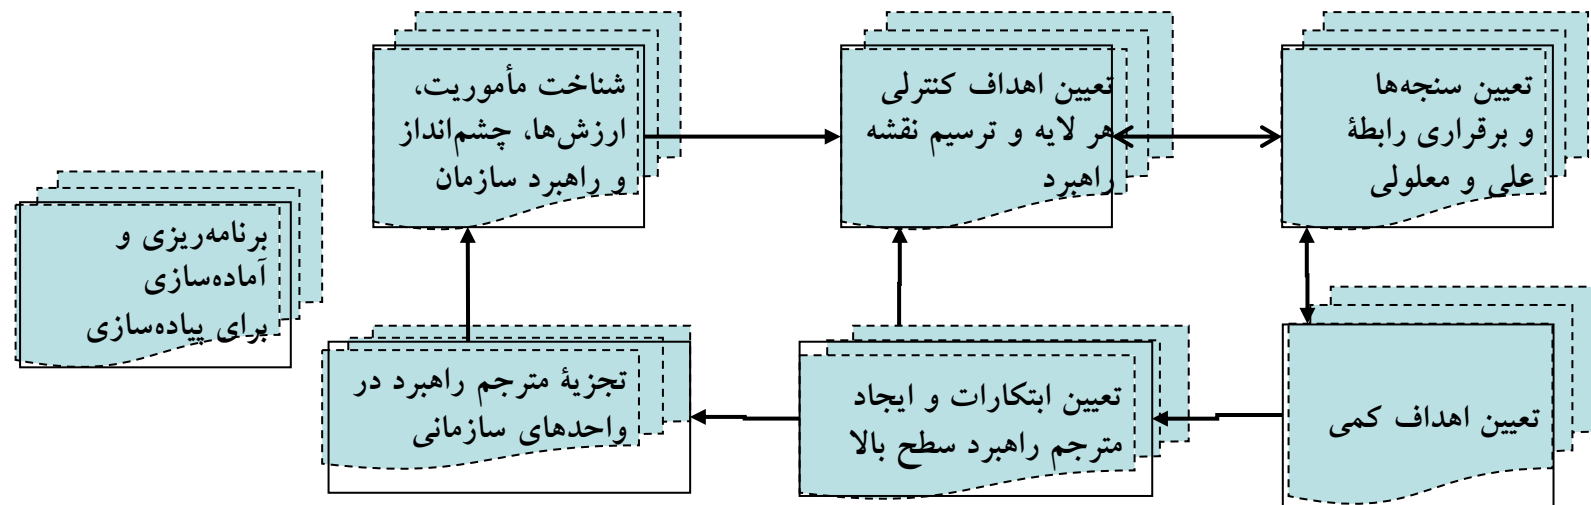 شناخت مأموریت،
ارزش‌ها، چشم‌انداز
و راهبرد سازمان
تعیین اهداف کنترلی
هر لایه و ترسیم نقشه
راهبرد
تعیین سنجه‌ها
و برقراری رابطهٔ
علی و معلولی
برنامه‌ریزی و
آماده‌سازی
برای پیاده‌سازی
تجزیهٔ مترجم راهبرد در
واحدهای سازمانی
تعیین ابتکارات و ایجاد
مترجم راهبرد سطح بالا
تعیین اهداف کمی